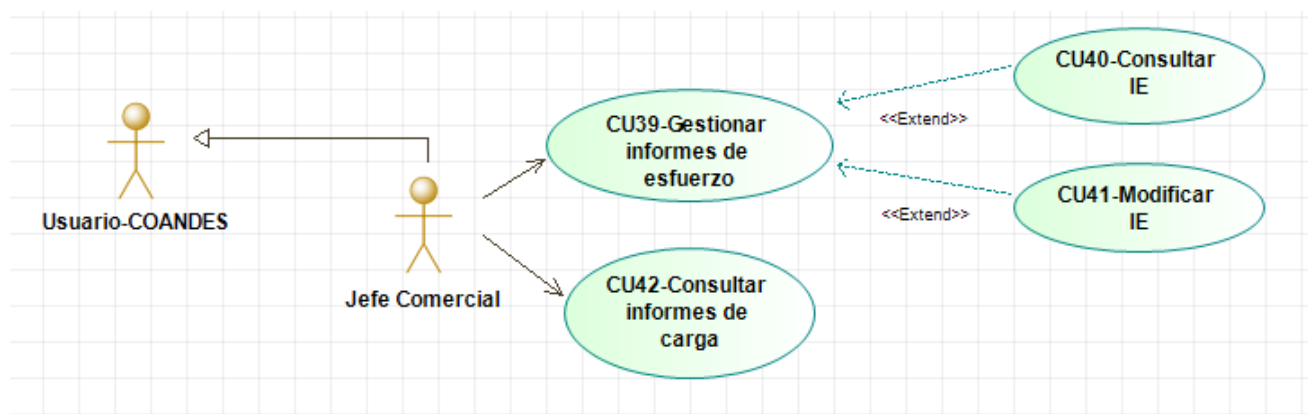 CU40-Consultar
IE
<<Extend>>
CU39-Gestionar
informes de
esfuerzo
Usuario-COANDES
CU41-Modificar
IE
<<Extend>>
Jefe Comercial
CU42-Consultar
informes de
carga